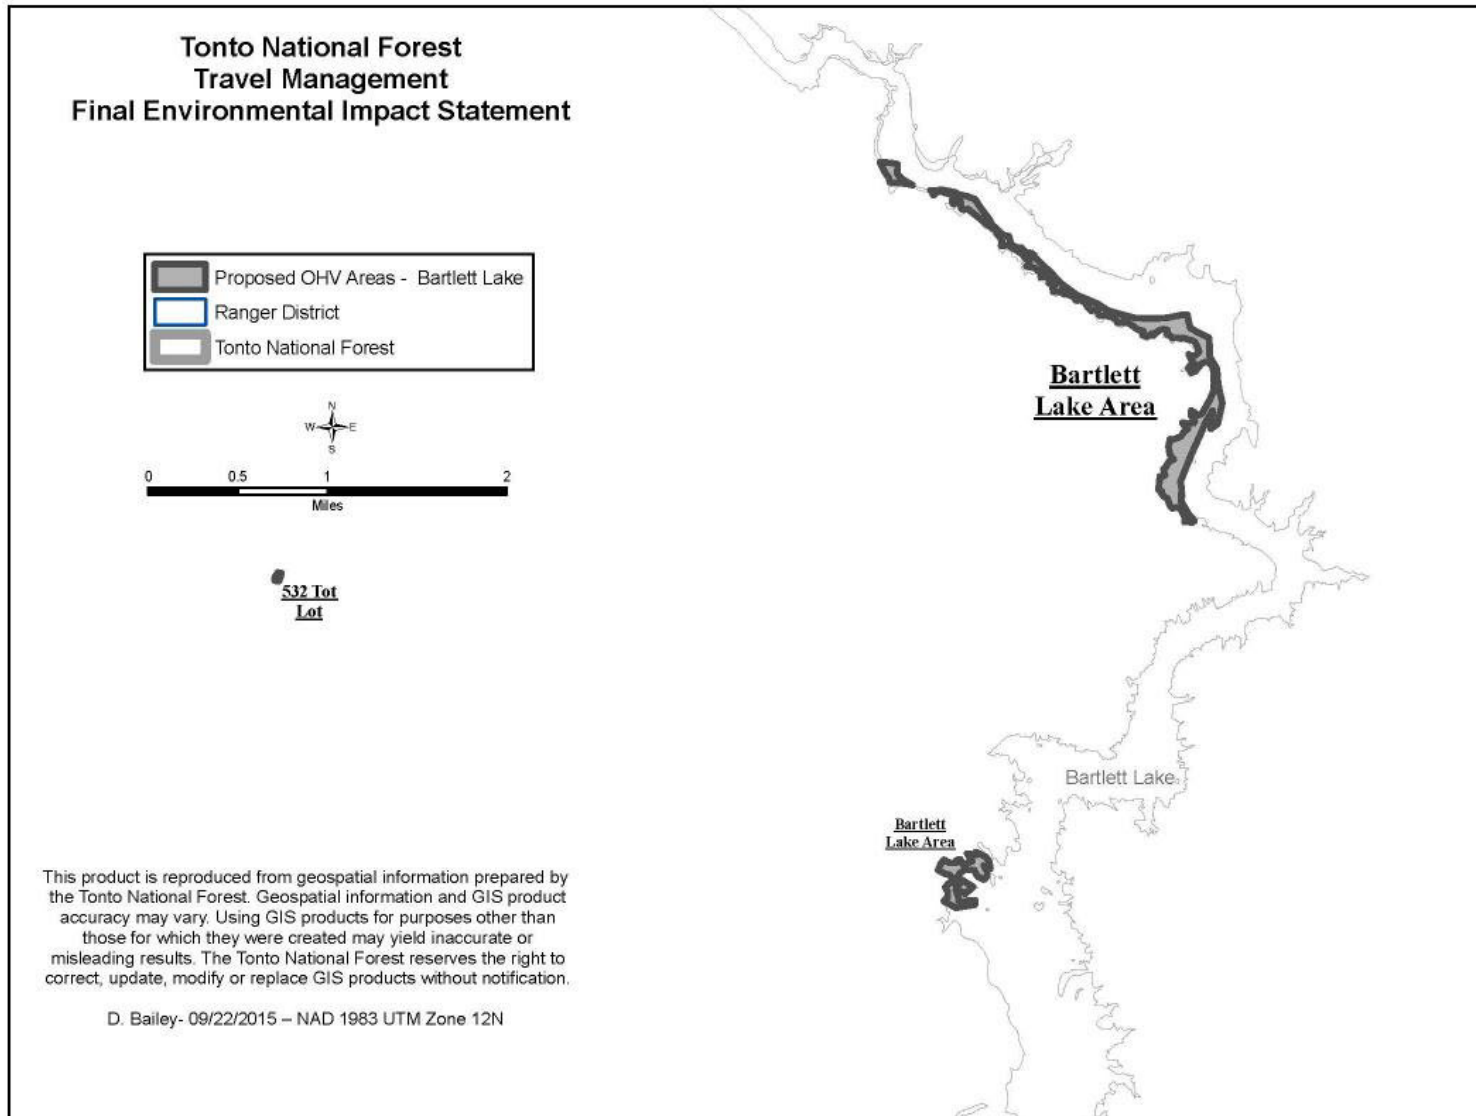 Tonto National Forest
Travel Management
Final Environmental Impact Statement
Proposed OHV Areas - Bartlett Lake
Ranger District
Tonto National Forest
N
W E
S
0 0.5 1 2
Miles
532 Tot
Lot
Bartlett
Lake Area
Bartlett Lake
Bartlett
Lake Area
This product is reproduced from geospatial information prepared by
the Tonto National Forest. Geospatial information and GIS product
accuracy may vary. Using GIS products for purposes other than
those for which they were created may yield inaccurate or
misleading results. The Tonto National Forest reserves the right to
correct, update, modify or replace GIS products without notification.
D. Bailey- 09/22/2015 – NAD 1983 UTM Zone 12N